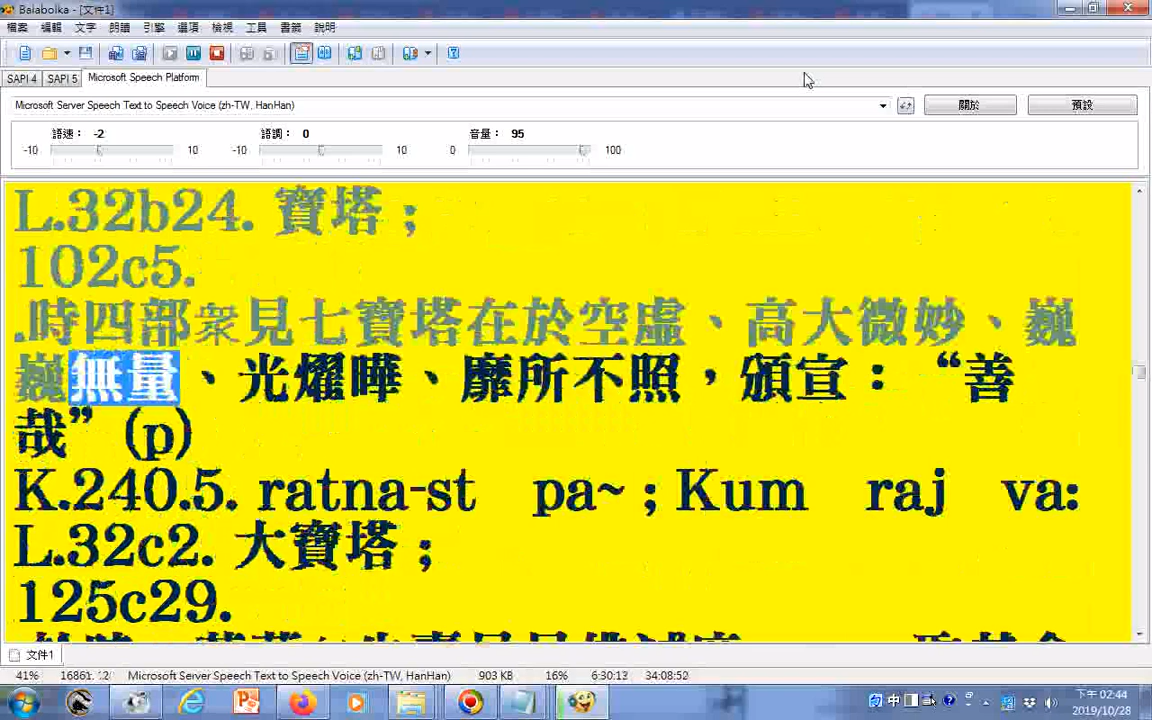 Balabolka - [文件1]
檔案 編輯 文字 朗讀 引擎 選項 檢視 工具 書籤 說明
SAPI 4 SAPI 5 Microsoft Speech Platform
Microsoft Server Speech Text to Speech Voice (zh-TW, HanHan) 關於 預設
語速： -2 語調： 0 音量： 95
-10 10 -10 10 0 100
L.32b24. 寶塔；
102c5.
.時四部衆見七寶塔在於空虛、高大微妙、巍
巍無量、光燿曄、靡所不照，頒宣：“善
哉”(p)
K.240.5. ratna-st pa~ ; Kum raj va:
L.32c2. 大寶塔；
125c29.
文件1
41% 16861: 12 Microsoft Server Speech Text to Speech Voice (zh-TW, HanHan) 903 KB 16% 6:30:13 34:08:52
中 下午 02:44
2019/10/28